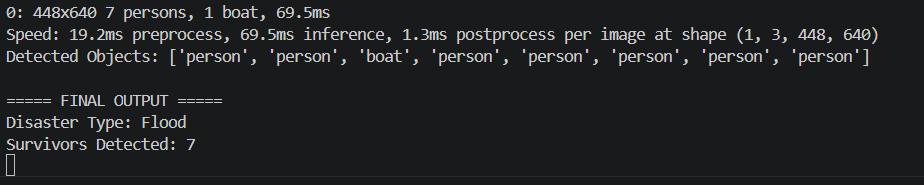 0: 448x640 7 persons, 1 boat, 69.5ms
Speed: 19.2ms preprocess, 69.5ms inference, 1.3ms postprocess per image at shape (1, 3, 448, 640)
Detected Objects: ['person', 'person', 'boat', 'person', 'person', 'person', 'person', 'person']
===== FINAL OUTPUT =====
Disaster Type: Flood
Survivors Detected: 7